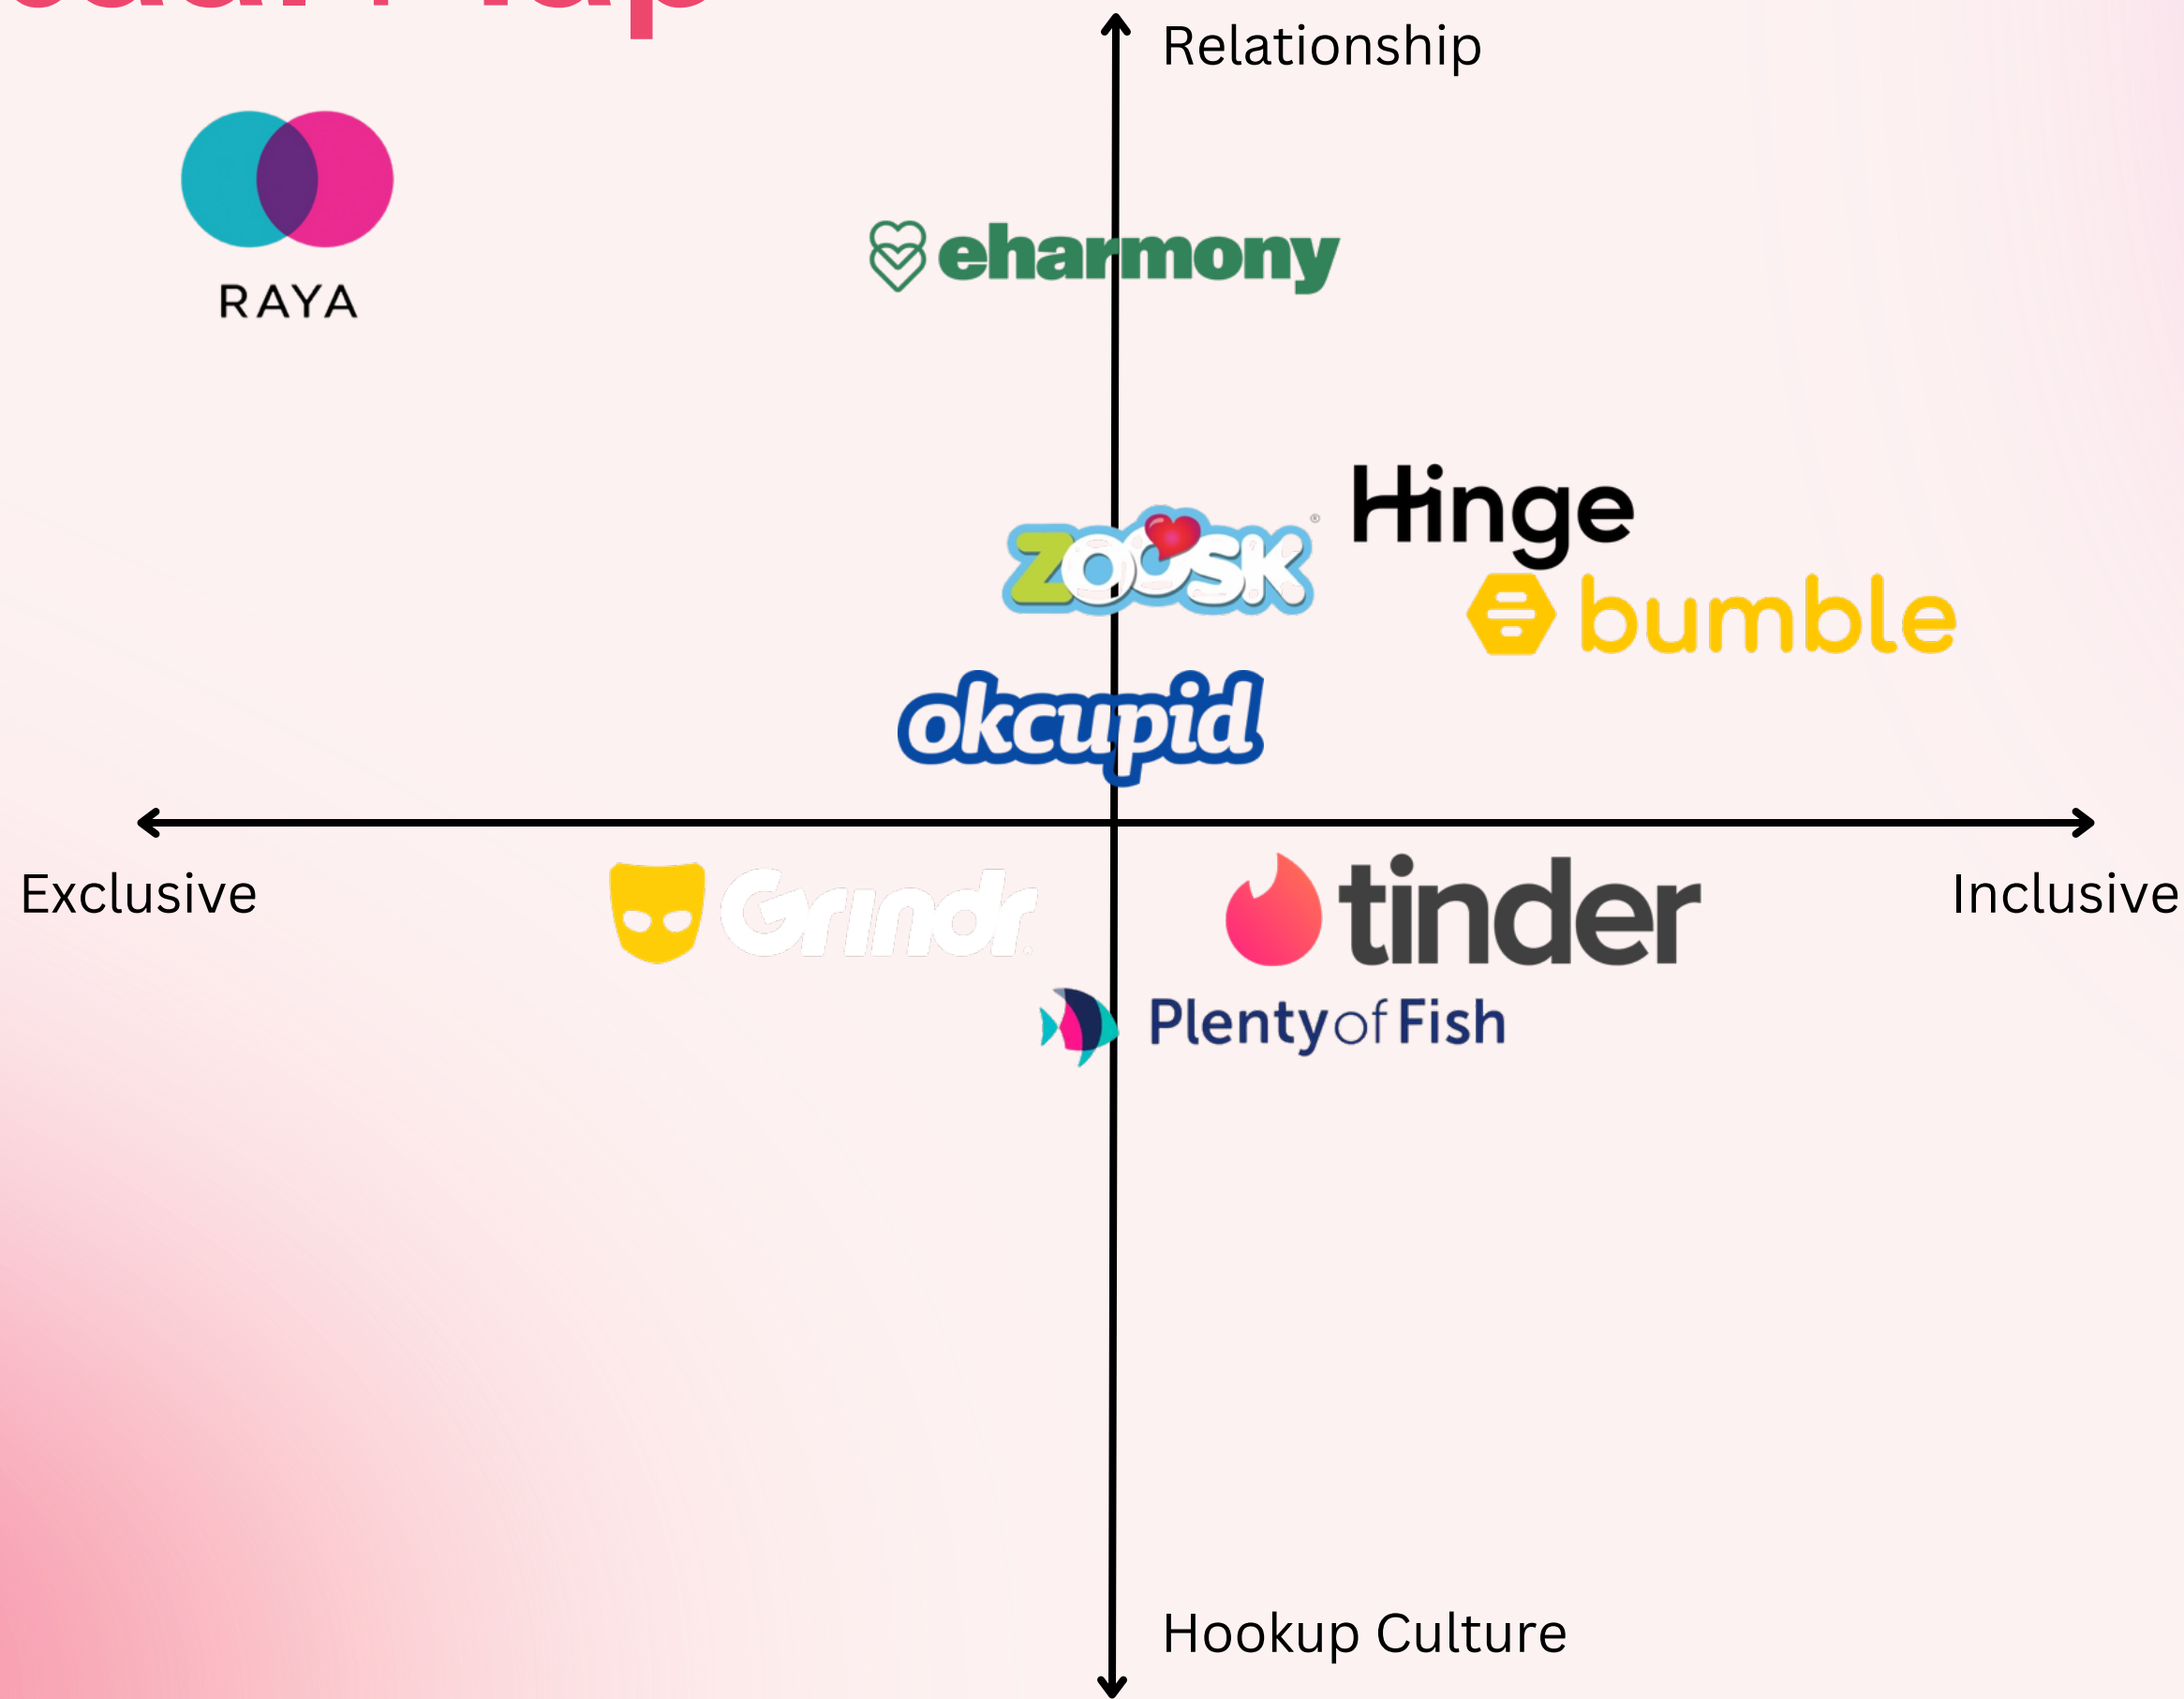 Relationship
RAYA
eharmony
Hinge
zoosk ®
bumble
okcupid
Exclusive
Inclusive
Grindr
tinder
Plenty of Fish
Hookup Culture